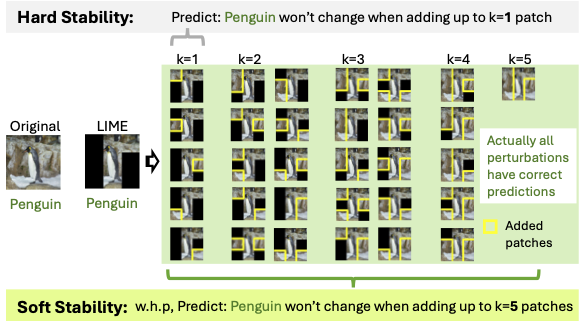 Hard Stability: Predict: Penguin won't change when adding up to k=1 patch
k=1 k=2 k=3 k=4 k=5
Original LIME
Penguin Penguin
Actually all
perturbations
have correct
predictions
Added
patches
Soft Stability: w.h.p, Predict: Penguin won't change when adding up to k=5 patches